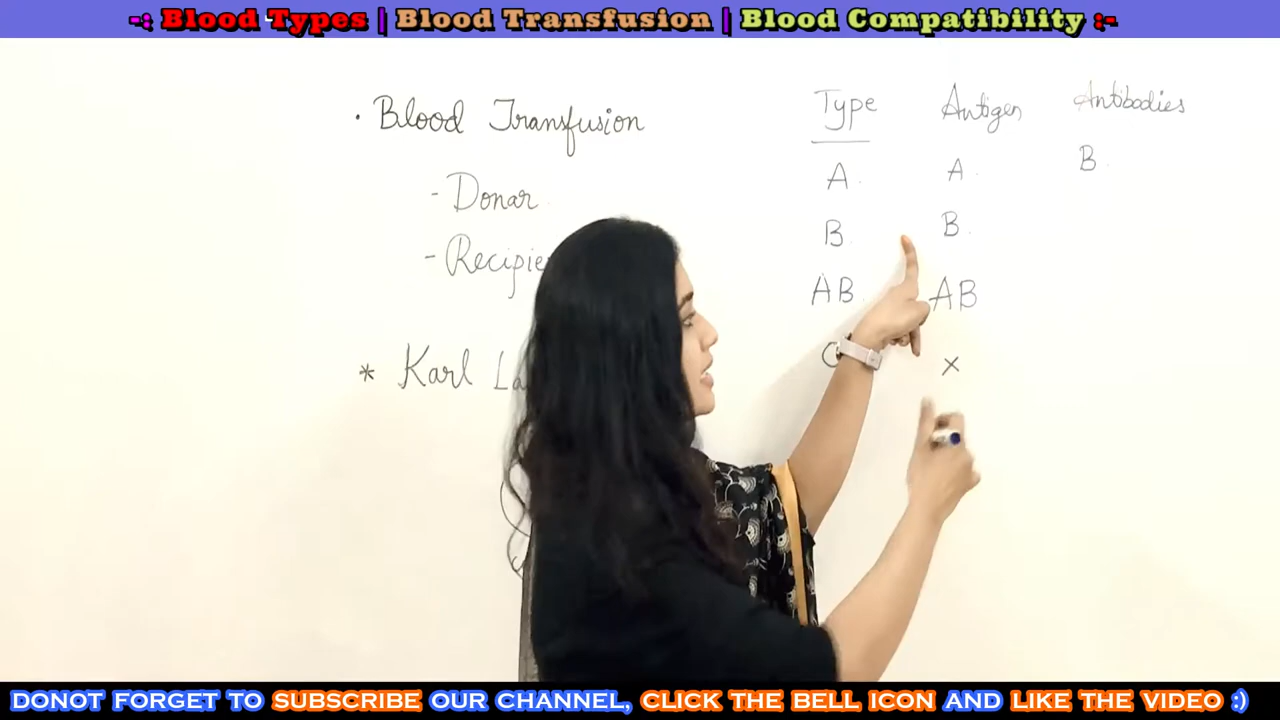 -: Blood Types | Blood Transfusion | Blood Compatibility :-
• Blood Transfusion
- Donar
- Recipie
* Karl La
Type Antigen Antibodies
A A B
B B
AB AB
O X
DONOT FORGET TO SUBSCRIBE OUR CHANNEL, CLICK THE BELL ICON AND LIKE THE VIDEO :)